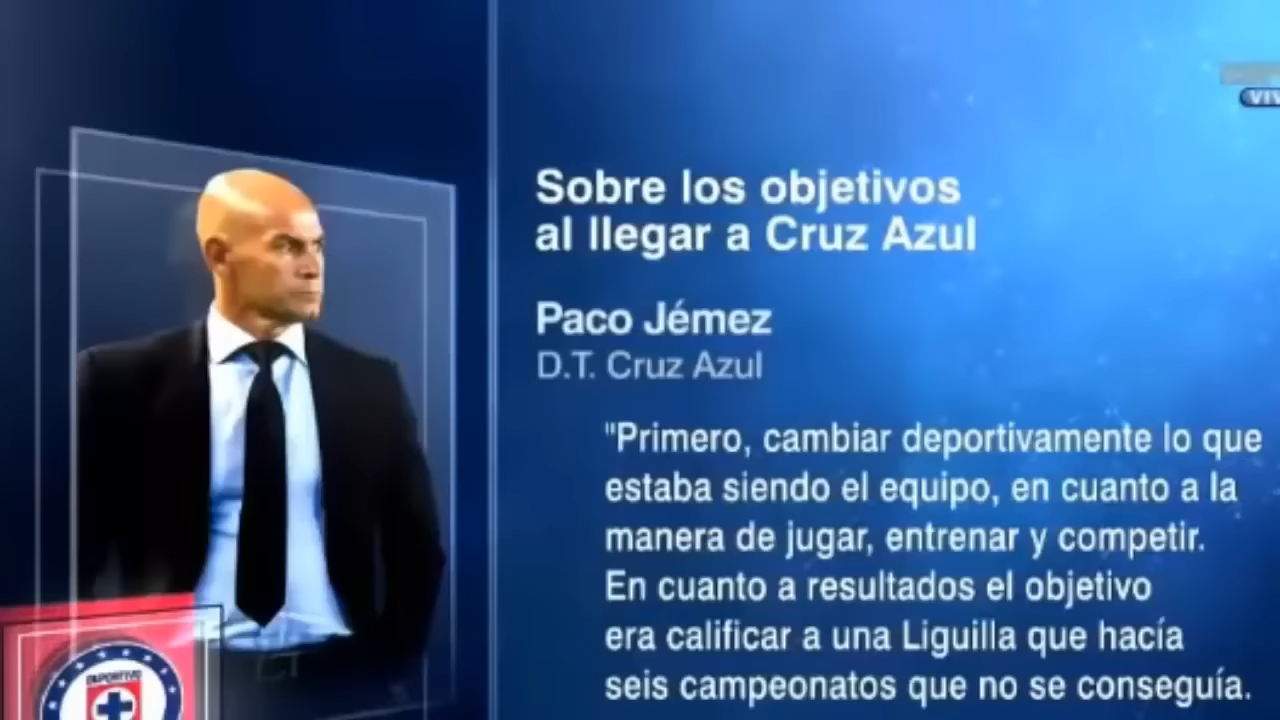 VIV
Sobre los objetivos
al llegar a Cruz Azul
Paco Jémez
D.T. Cruz Azul
"Primero, cambiar deportivamente lo que
estaba siendo el equipo, en cuanto a la
manera de jugar, entrenar y competir.
En cuanto a resultados el objetivo
era calificar a una Liguilla que hacía
seis campeonatos que no se conseguía.
DEPORTIVO